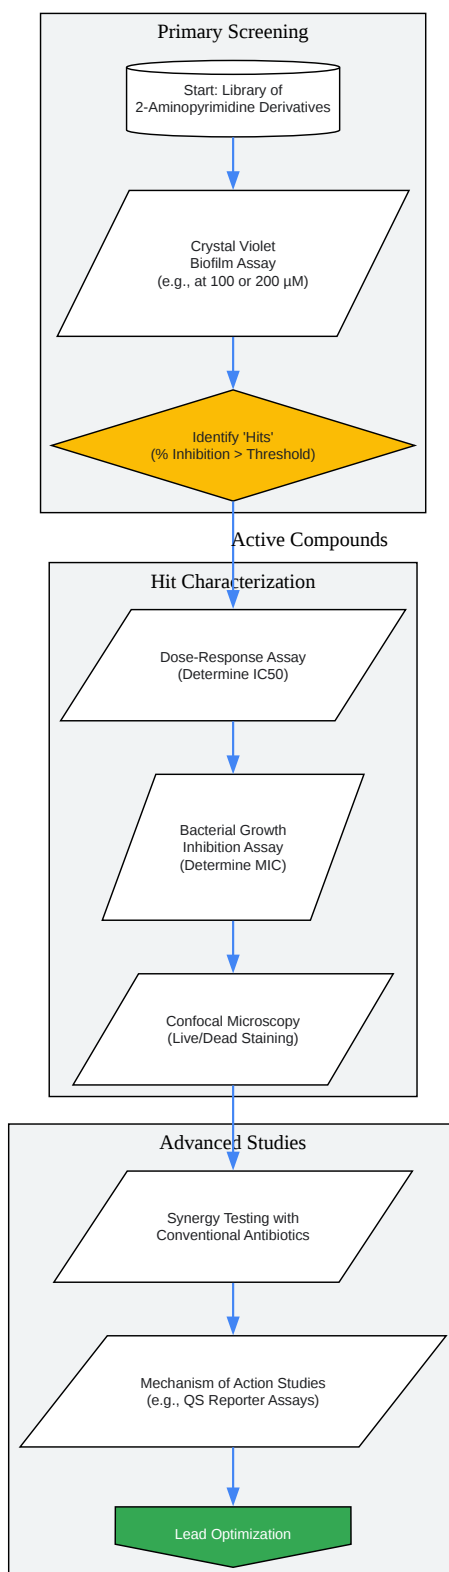 Primary Screening
Start: Library of
2-Aminopyrimidine Derivatives
Crystal Violet
Biofilm Assay
(e.g., at 100 or 200 µM)
Identify 'Hits'
(% Inhibition > Threshold)
Active Compounds
Hit Characterization
Dose-Response Assay
(Determine IC50)
Bacterial Growth
Inhibition Assay
(Determine MIC)
Confocal Microscopy
(Live/Dead Staining)
Advanced Studies
Synergy Testing with
Conventional Antibiotics
Mechanism of Action Studies
(e.g., QS Reporter Assays)
Lead Optimization